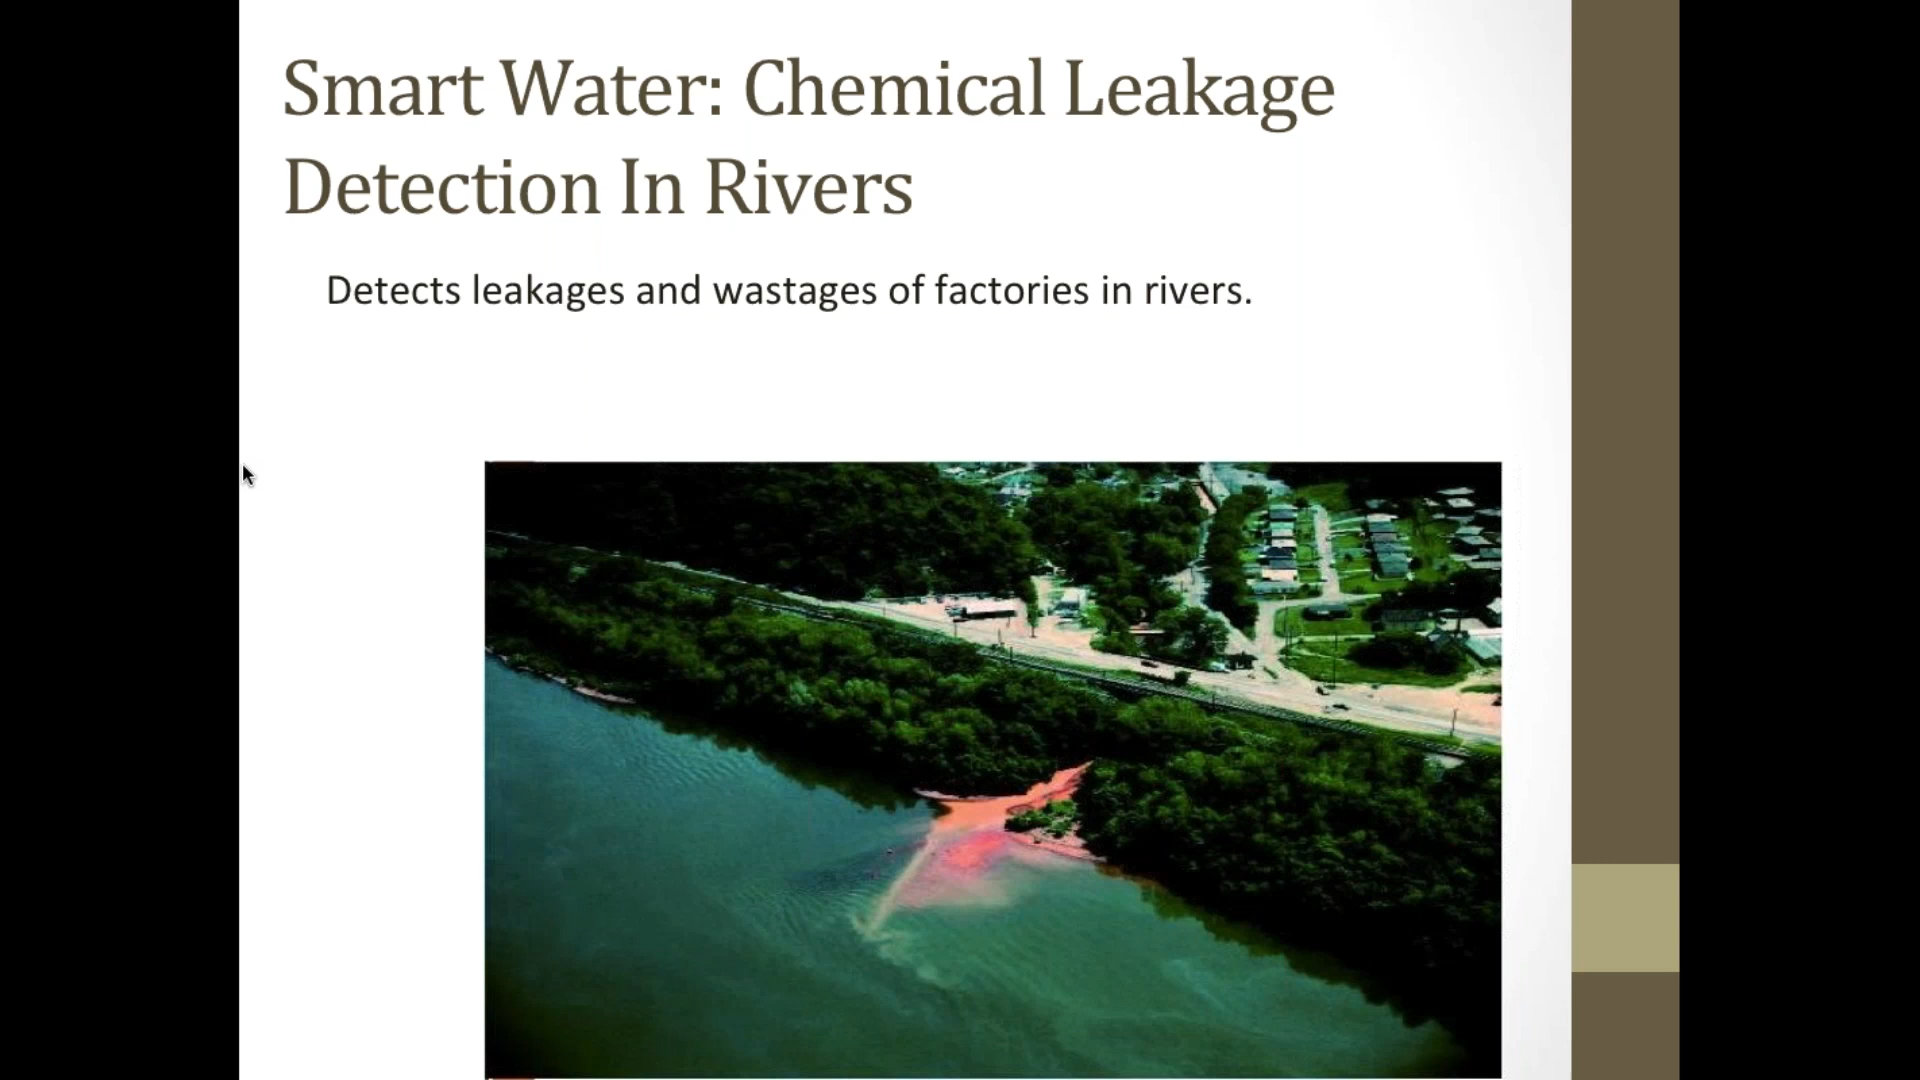 Smart Water: Chemical Leakage
Detection In Rivers
Detects leakages and wastages of factories in rivers.